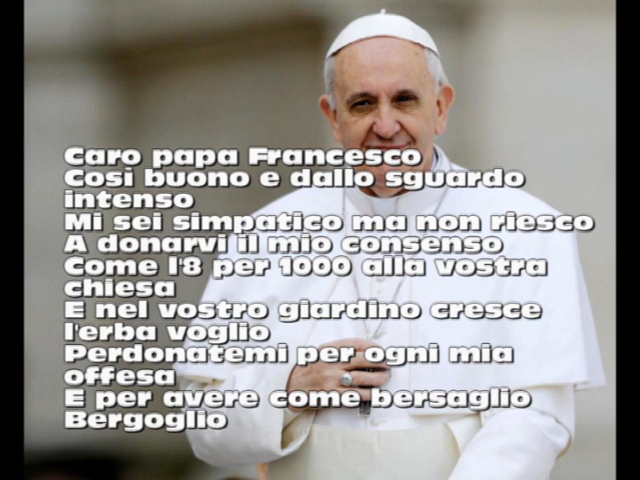 Caro papa Francesco
Così buono e dallo sguardo
intenso
Mi sei simpatico ma non riesco
A donarvi il mio consenso
Come l'8 per 1000 alla vostra
chiesa
E nel vostro giardino cresce
l'erba voglio
Perdonatemi per ogni mia
offesa
E per avere come bersaglio
Bergoglio